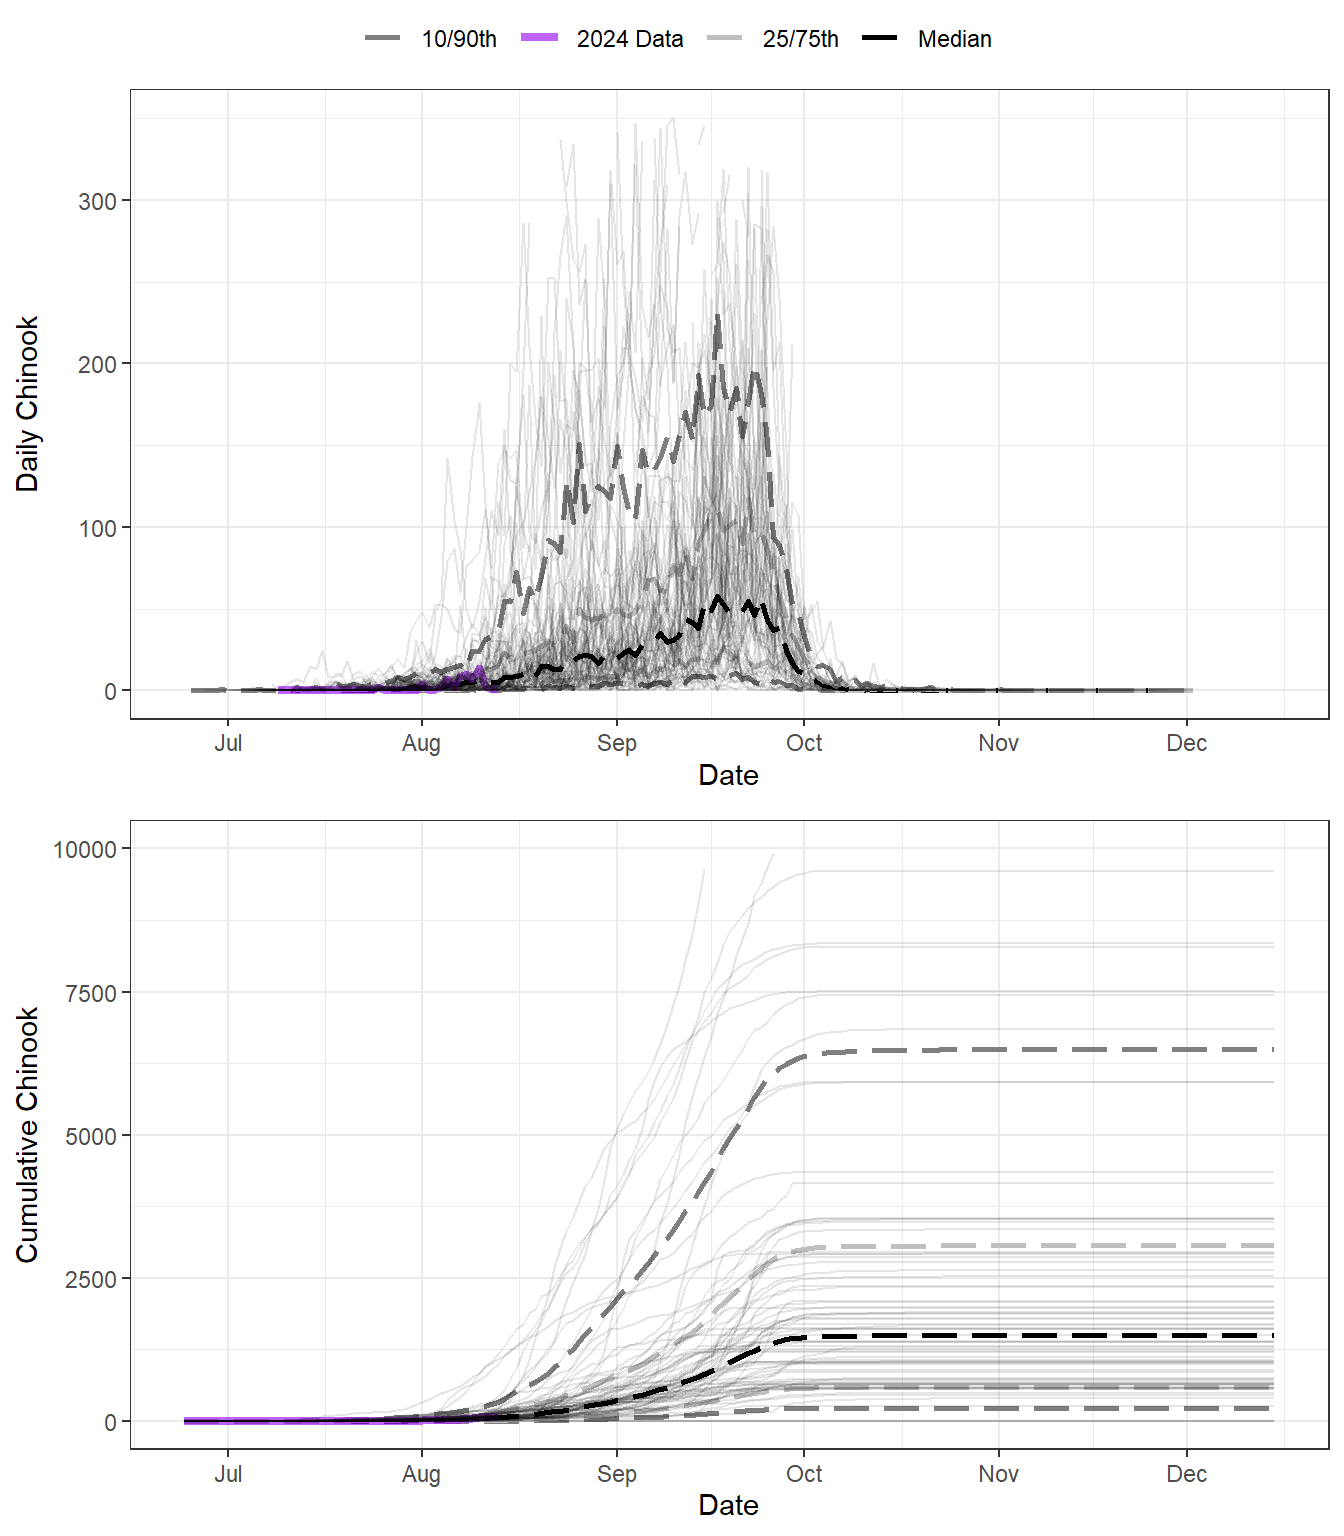 10/90th 2024 Data 25/75th Median
Daily Chinook
300
200
100
0
Jul Aug Sep Oct Nov Dec
Date
Cumulative Chinook
10000
7500
5000
2500
0
Jul Aug Sep Oct Nov Dec
Date